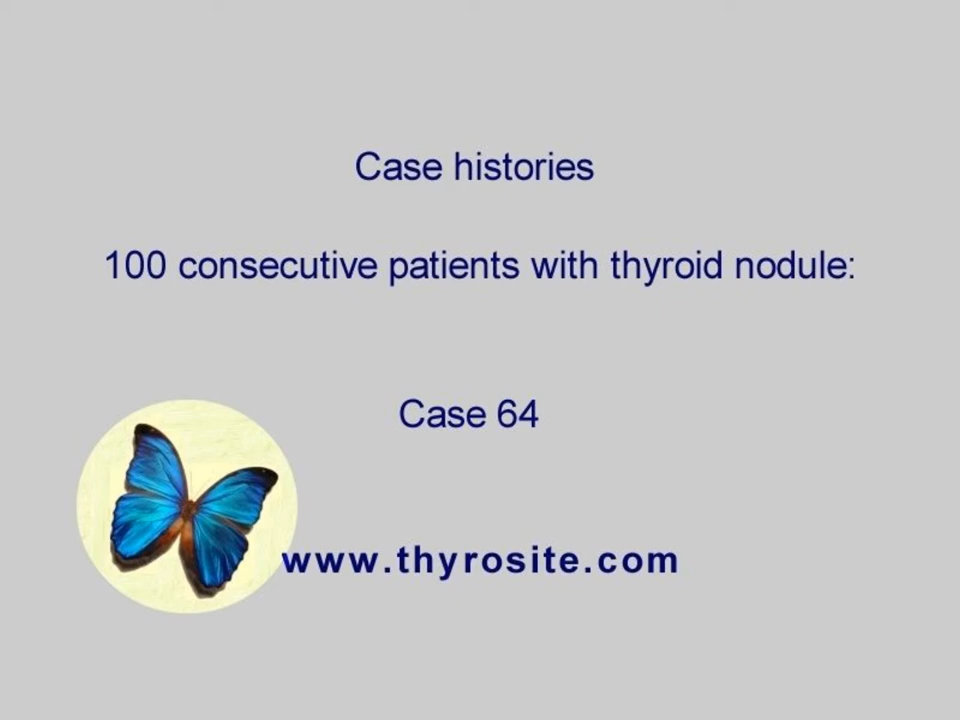 Case histories
100 consecutive patients with thyroid nodule:
Case 64
www.thyrosite.com